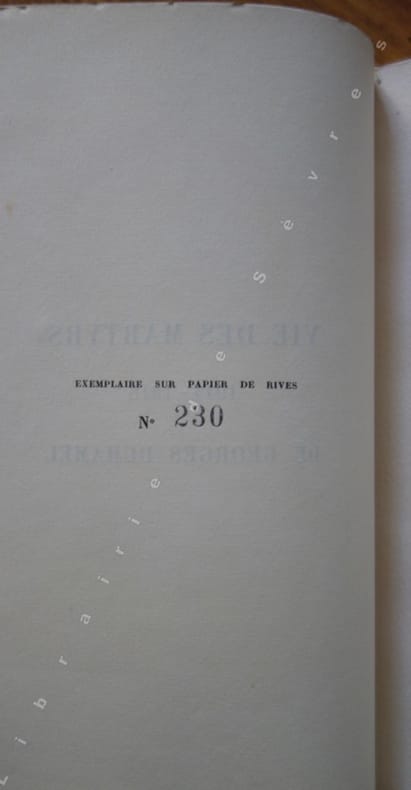 EXEMPLAIRE SUR PAPIER DE RIVES
N° 230
Librairie de Sèvres